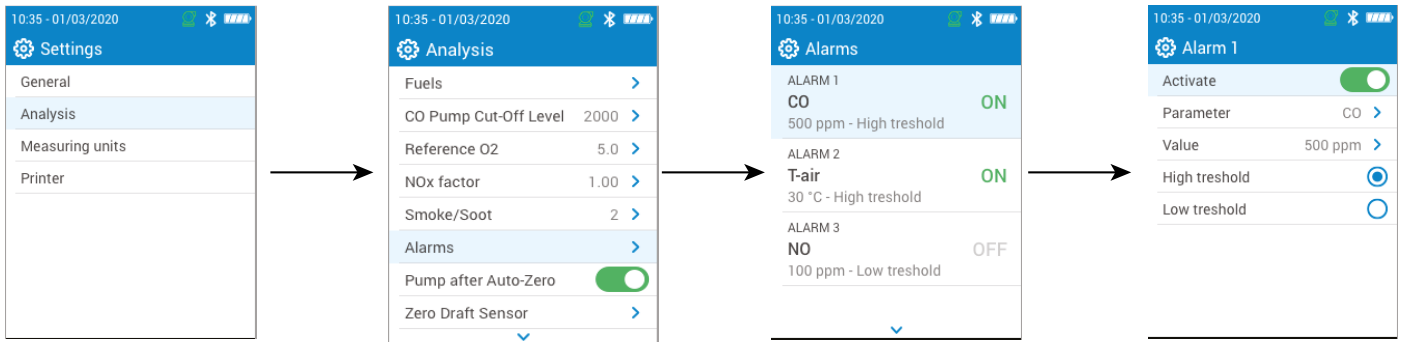 10:35 - 01/03/2020
Settings
General
Analysis
Measuring units
Printer
10:35 - 01/03/2020
Analysis
Fuels
CO Pump Cut-Off Level 2000
Reference O2 5.0
NOx factor 1.00
Smoke/Soot 2
Alarms
Pump after Auto-Zero
Zero Draft Sensor
10:35 - 01/03/2020
Alarms
ALARM 1
CO ON
500 ppm - High treshold
ALARM 2
T-air ON
30 °C - High treshold
ALARM 3
NO OFF
100 ppm - Low treshold
10:35 - 01/03/2020
Alarm 1
Activate
Parameter CO
Value 500 ppm
High treshold
Low treshold